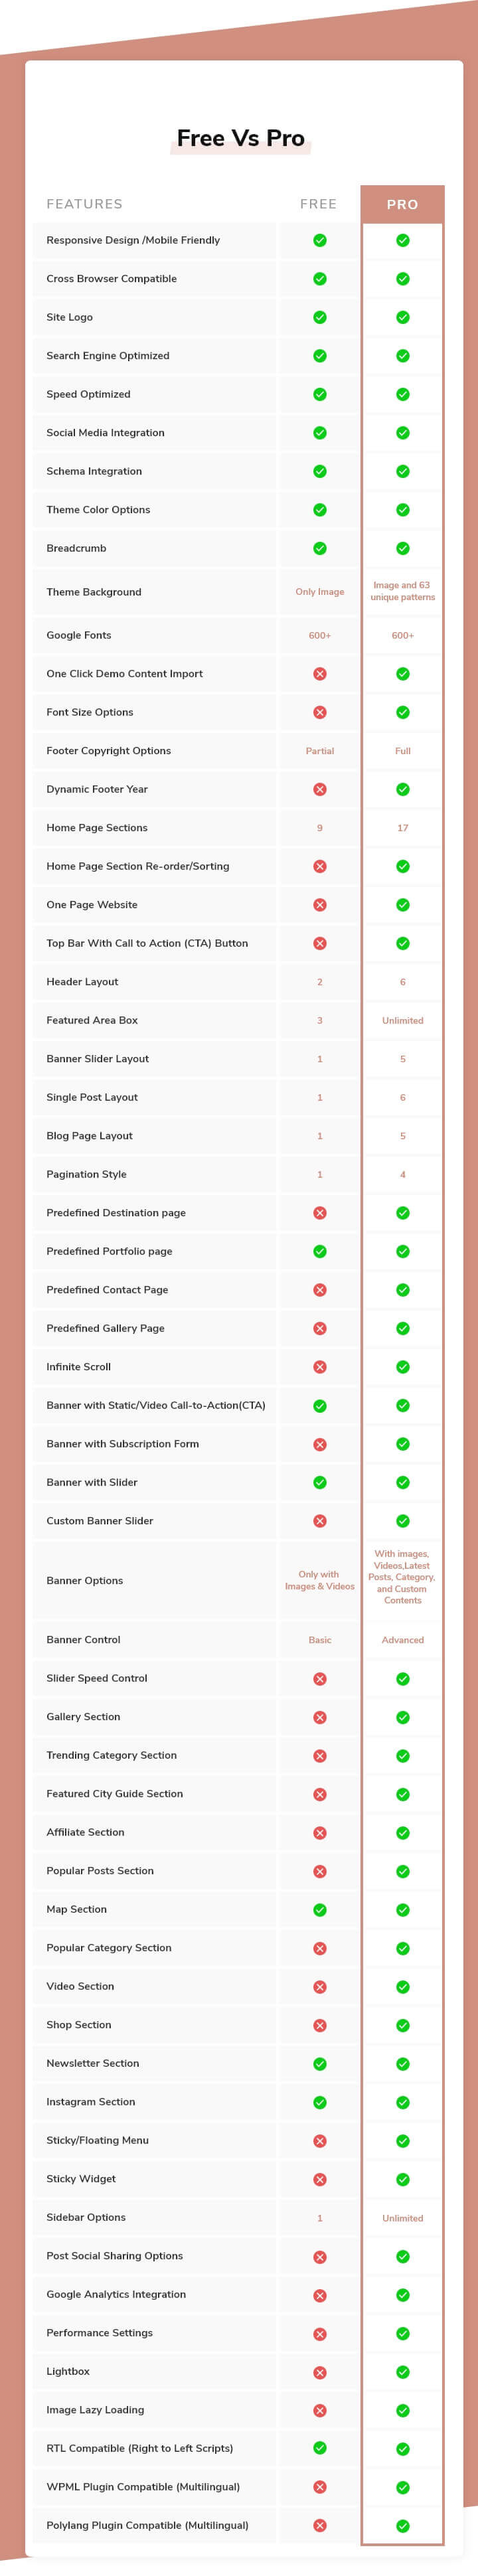 Free Vs Pro
FEATURES FREE PRO
Responsive Design /Mobile Friendly
Cross Browser Compatible
Site Logo
Search Engine Optimized
Speed Optimized
Social Media Integration
Schema Integration
Theme Color Options
Breadcrumb
Theme Background Only Image Image and 63
unique patterns
Google Fonts 600+ 600+
One Click Demo Content Import
Font Size Options
Footer Copyright Options Partial Full
Dynamic Footer Year
Home Page Sections 9 17
Home Page Section Re-order/Sorting
One Page Website
Top Bar With Call to Action (CTA) Button
Header Layout 2 6
Featured Area Box 3 Unlimited
Banner Slider Layout 1 5
Single Post Layout 1 6
Blog Page Layout 1 5
Pagination Style 1 4
Predefined Destination page
Predefined Portfolio page
Predefined Contact Page
Predefined Gallery Page
Infinite Scroll
Banner with Static/Video Call-to-Action(CTA)
Banner with Subscription Form
Banner with Slider
Custom Banner Slider
Banner Options
Only with
Images & Videos
With images,
Videos,Latest
Posts, Category,
and Custom
Contents
Banner Control Basic Advanced
Slider Speed Control
Gallery Section
Trending Category Section
Featured City Guide Section
Affiliate Section
Popular Posts Section
Map Section
Popular Category Section
Video Section
Shop Section
Newsletter Section
Instagram Section
Sticky/Floating Menu
Sticky Widget
Sidebar Options 1 Unlimited
Post Social Sharing Options
Google Analytics Integration
Performance Settings
Lightbox
Image Lazy Loading
RTL Compatible (Right to Left Scripts)
WPML Plugin Compatible (Multilingual)
Polylang Plugin Compatible (Multilingual)